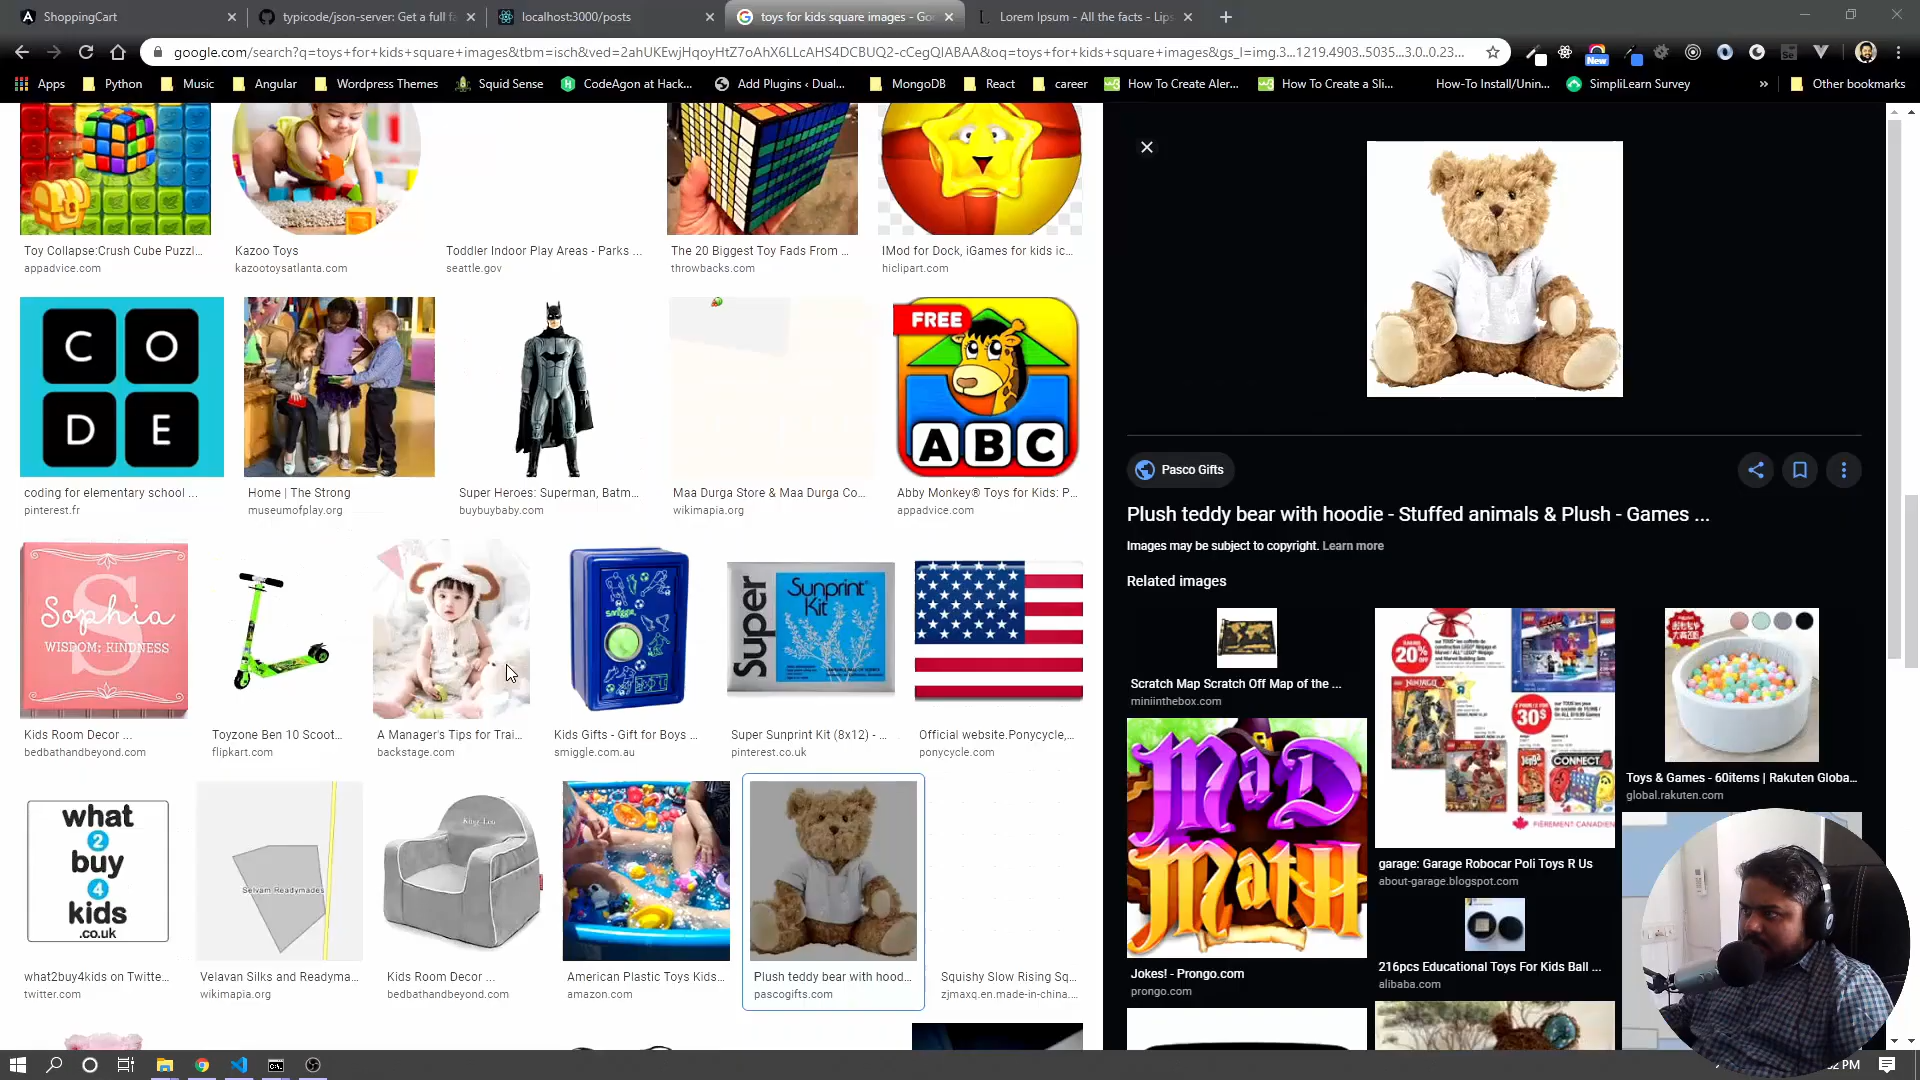 ShoppingCart
typicode/json-server: Get a full fa
localhost:3000/posts
toys for kids square images - Goo
Lorem Ipsum - All the facts - Lips
google.com/search?q=toys+for+kids+square+images&tbm=isch&ved=2ahUKEwjHqoyHtZ7oAhX6LLcAHS4DCBUQ2-cCegQIABAA&oq=toys+for+kids+square+images&gs_l=img.3...1219.4903..5035...3.0..0.23...
New
Apps
Python
Music
Angular
Wordpress Themes
Squid Sense
CodeAgon at Hack...
Add Plugins ‹ Dual...
MongoDB
React
career
How To Create Aler...
How To Create a Sli...
How-To Install/Unin...
SimpliLearn Survey
»
Other bookmarks
Toy Collapse:Crush Cube Puzzl...
appadvice.com
Kazoo Toys
kazootoysatlanta.com
Toddler Indoor Play Areas - Parks ...
seattle.gov
The 20 Biggest Toy Fads From ...
throwbacks.com
IMod for Dock, iGames for kids ic...
hiclipart.com
C O
D E
FREE
A B C
coding for elementary school ...
pinterest.fr
Home | The Strong
museumofplay.org
Super Heroes: Superman, Batm...
buybuybaby.com
Maa Durga Store & Maa Durga Co...
wikimapia.org
Abby Monkey® Toys for Kids: P...
appadvice.com
S
Sophia
WISDOM; KINDNESS
smiggle
Super
Sunprint
Kit
Kids Room Decor ...
bedbathandbeyond.com
Toyzone Ben 10 Scoot...
flipkart.com
A Manager's Tips for Trai...
backstage.com
Kids Gifts - Gift for Boys ...
smiggle.com.au
Super Sunprint Kit (8x12) - ...
pinterest.co.uk
Official website.Ponycycle,...
ponycycle.com
what
2
buy
4
kids
.co.uk
Selvam Readymades
what2buy4kids on Twitte...
twitter.com
Velavan Silks and Readyma...
wikimapia.org
Kids Room Decor ...
bedbathandbeyond.com
American Plastic Toys Kids...
amazon.com
Plush teddy bear with hood...
pascogifts.com
Squishy Slow Rising Sq...
zjmaxq.en.made-in-china....
Pasco Gifts
Plush teddy bear with hoodie - Stuffed animals & Plush - Games ...
Images may be subject to copyright. Learn more
Related images
Scratch Map Scratch Off Map of the ...
miniinthebox.com
MaD
MatH
Jokes! - Prongo.com
prongo.com
20%
NINJAGO
30$
Jenga
CONNECT 4
FIÈREMENT CANADIEN
garage: Garage Robocar Poli Toys R Us
about-garage.blogspot.com
216pcs Educational Toys For Kids Ball ...
alibaba.com
Toys & Games - 60items | Rakuten Globa...
global.rakuten.com
2 PM